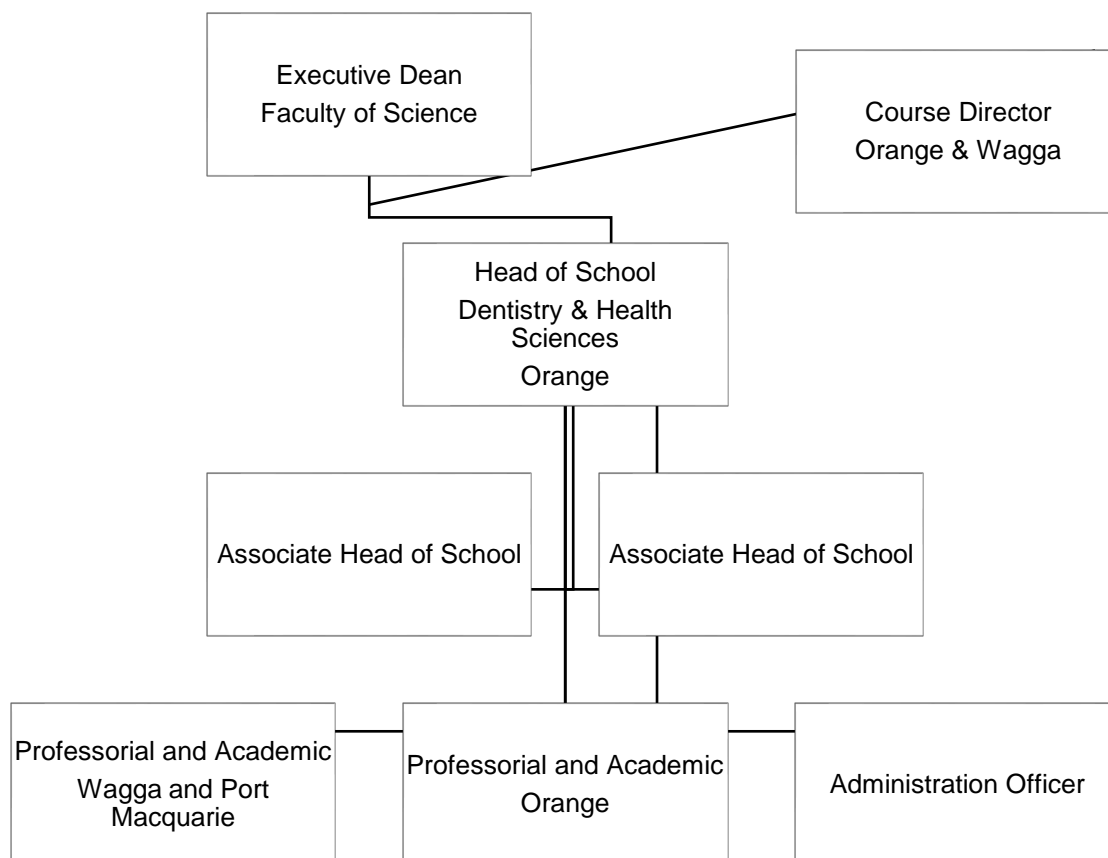 Executive Dean
Faculty of Science
Course Director
Orange & Wagga
Head of School
Dentistry & Health
Sciences
Orange
Associate Head of School
Associate Head of School
Professorial and Academic
Wagga and Port
Macquarie
Professorial and Academic
Orange
Administration Officer